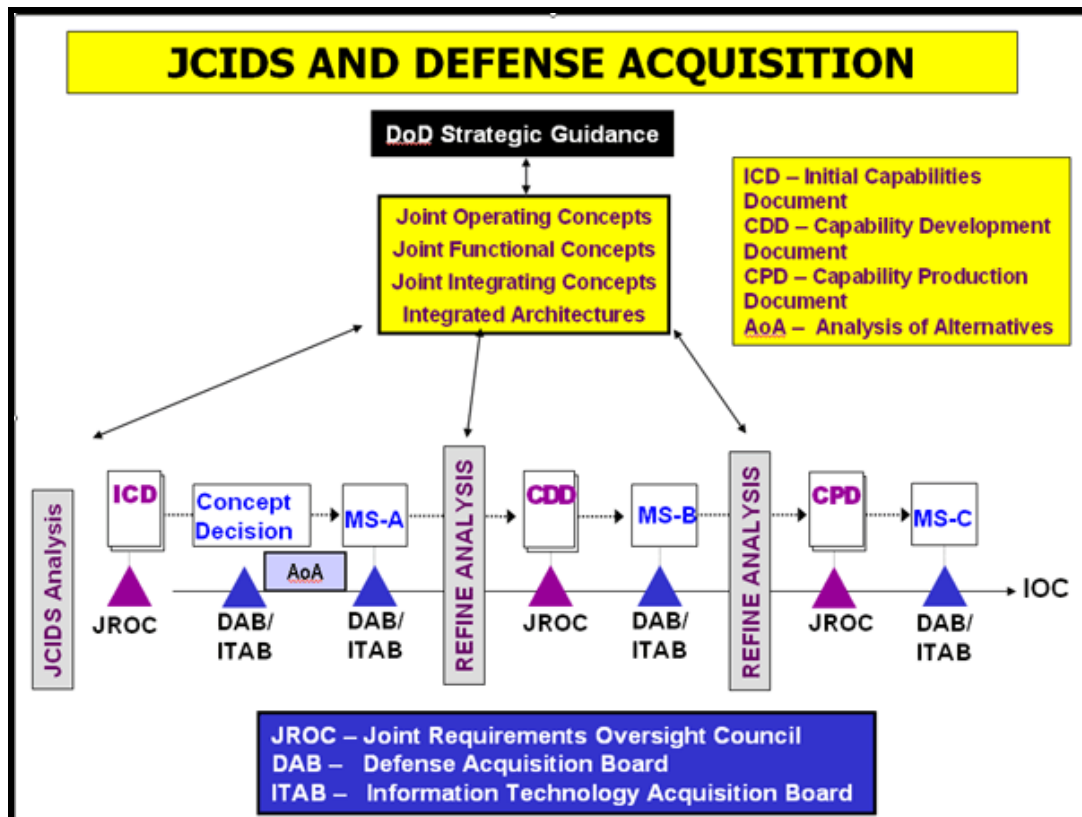 JCIDS AND DEFENSE ACQUISITION
DoD Strategic Guidance
Joint Operating Concepts
Joint Functional Concepts
Joint Integrating Concepts
Integrated Architectures
ICD – Initial Capabilities
Document
CDD – Capability Development
Document
CPD – Capability Production
Document
AoA – Analysis of Alternatives
JCIDS Analysis
ICD
Concept
Decision
MS-A
REFINE ANALYSIS
CDD
MS-B
REFINE ANALYSIS
CPD
MS-C
AoA
IOC
JROC
DAB/
ITAB
DAB/
ITAB
JROC
DAB/
ITAB
JROC
DAB/
ITAB
JROC – Joint Requirements Oversight Council
DAB – Defense Acquisition Board
ITAB – Information Technology Acquisition Board